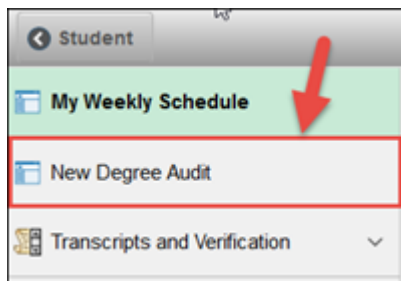 Student
My Weekly Schedule
New Degree Audit
Transcripts and Verification